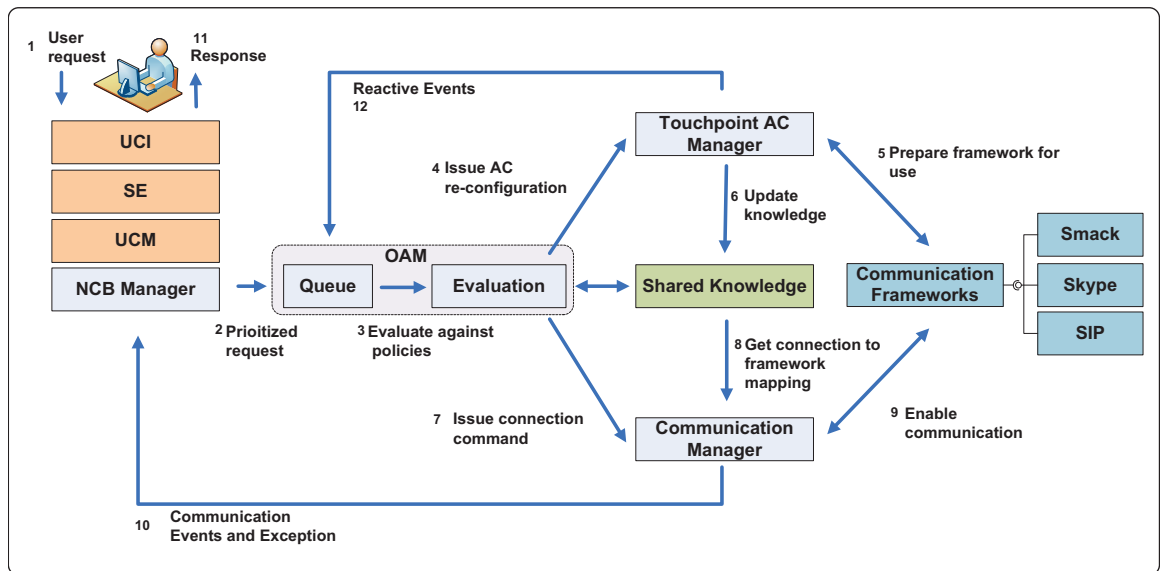 1 User
request
11
Response
UCI
SE
UCM
NCB Manager
2 Prioitized
request
OAM
Queue
Evaluation
3 Evaluate against
policies
Reactive Events
12
4 Issue AC
re-configuration
Touchpoint AC
Manager
5 Prepare framework for
use
6 Update
knowledge
Shared Knowledge
Communication
Frameworks
Smack
Skype
SIP
7 Issue connection
command
8 Get connection to
framework
mapping
Communication
Manager
9 Enable
communication
10 Communication
Events and Exception